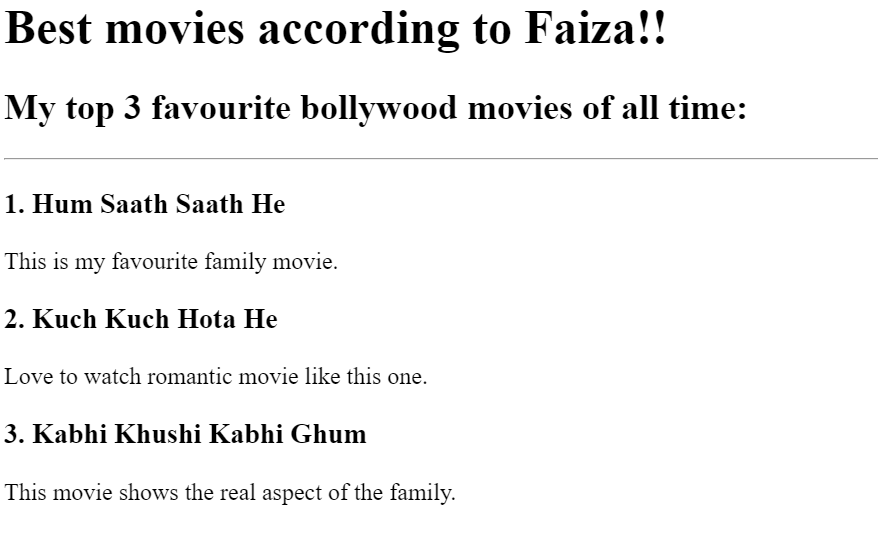 Best movies according to Faiza!!
My top 3 favourite bollywood movies of all time:
1. Hum Saath Saath He
This is my favourite family movie.
2. Kuch Kuch Hota He
Love to watch romantic movie like this one.
3. Kabhi Khushi Kabhi Ghum
This movie shows the real aspect of the family.